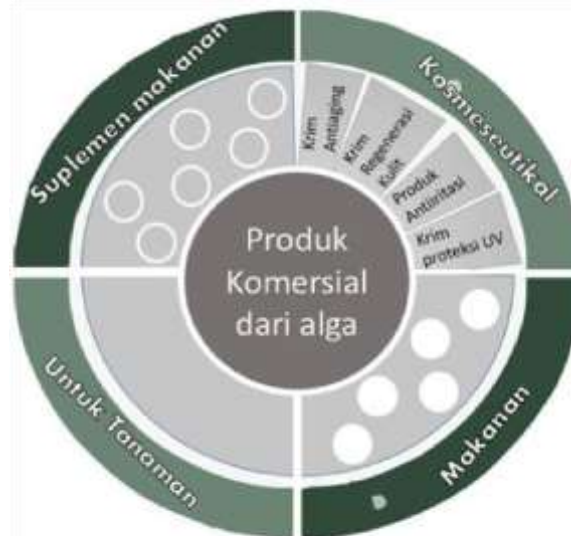 Suplemen makanan
Kosmeseutikal
Krim
Antiaging
Krim
Regenerasi
Kulit
Produk
Antiiritasi
Krim
proteksi UV
Produk
Komersial
dari alga
Untuk Tanaman
Makanan